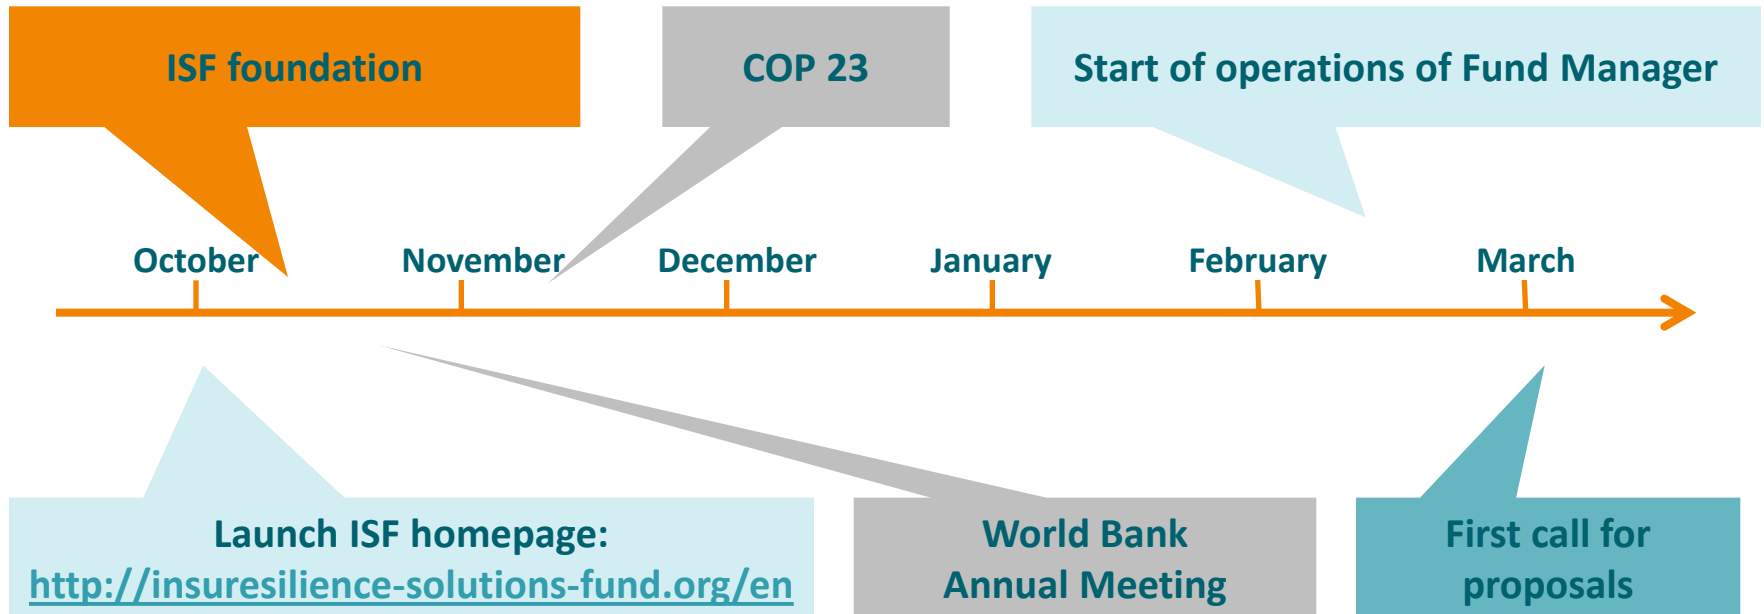 ISF foundation
COP 23
Start of operations of Fund Manager
October
November
December
January
February
March
Launch ISF homepage:
http://insuresilience-solutions-fund.org/en
World Bank
Annual Meeting
First call for
proposals